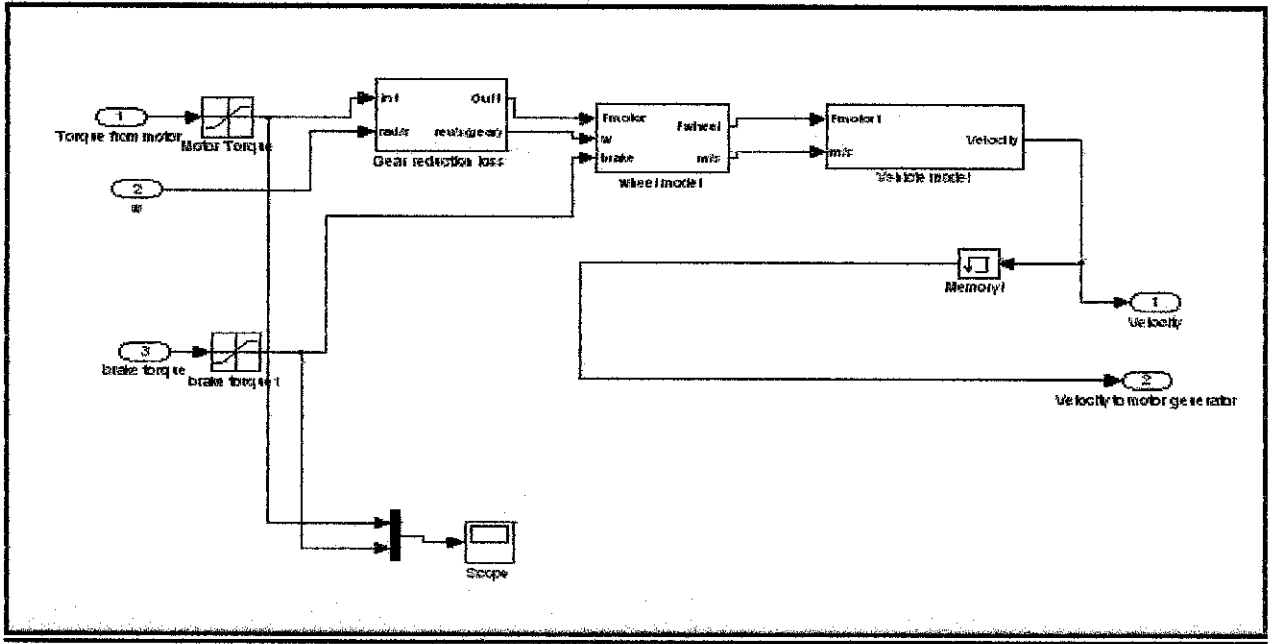 1
Torque from motor
Motor Torque
2
w
3
brake torque
brake torque1
In1
Out1
rad/s
rev/s(gear)
Gear reduction loss
Fmotor
Fwheel
w
brake
m/s
wheel model
Fmotor1
Velocity
m/s
Vehicle model
Memory1
1
Velocity
2
Velocity to motor generator
Scope